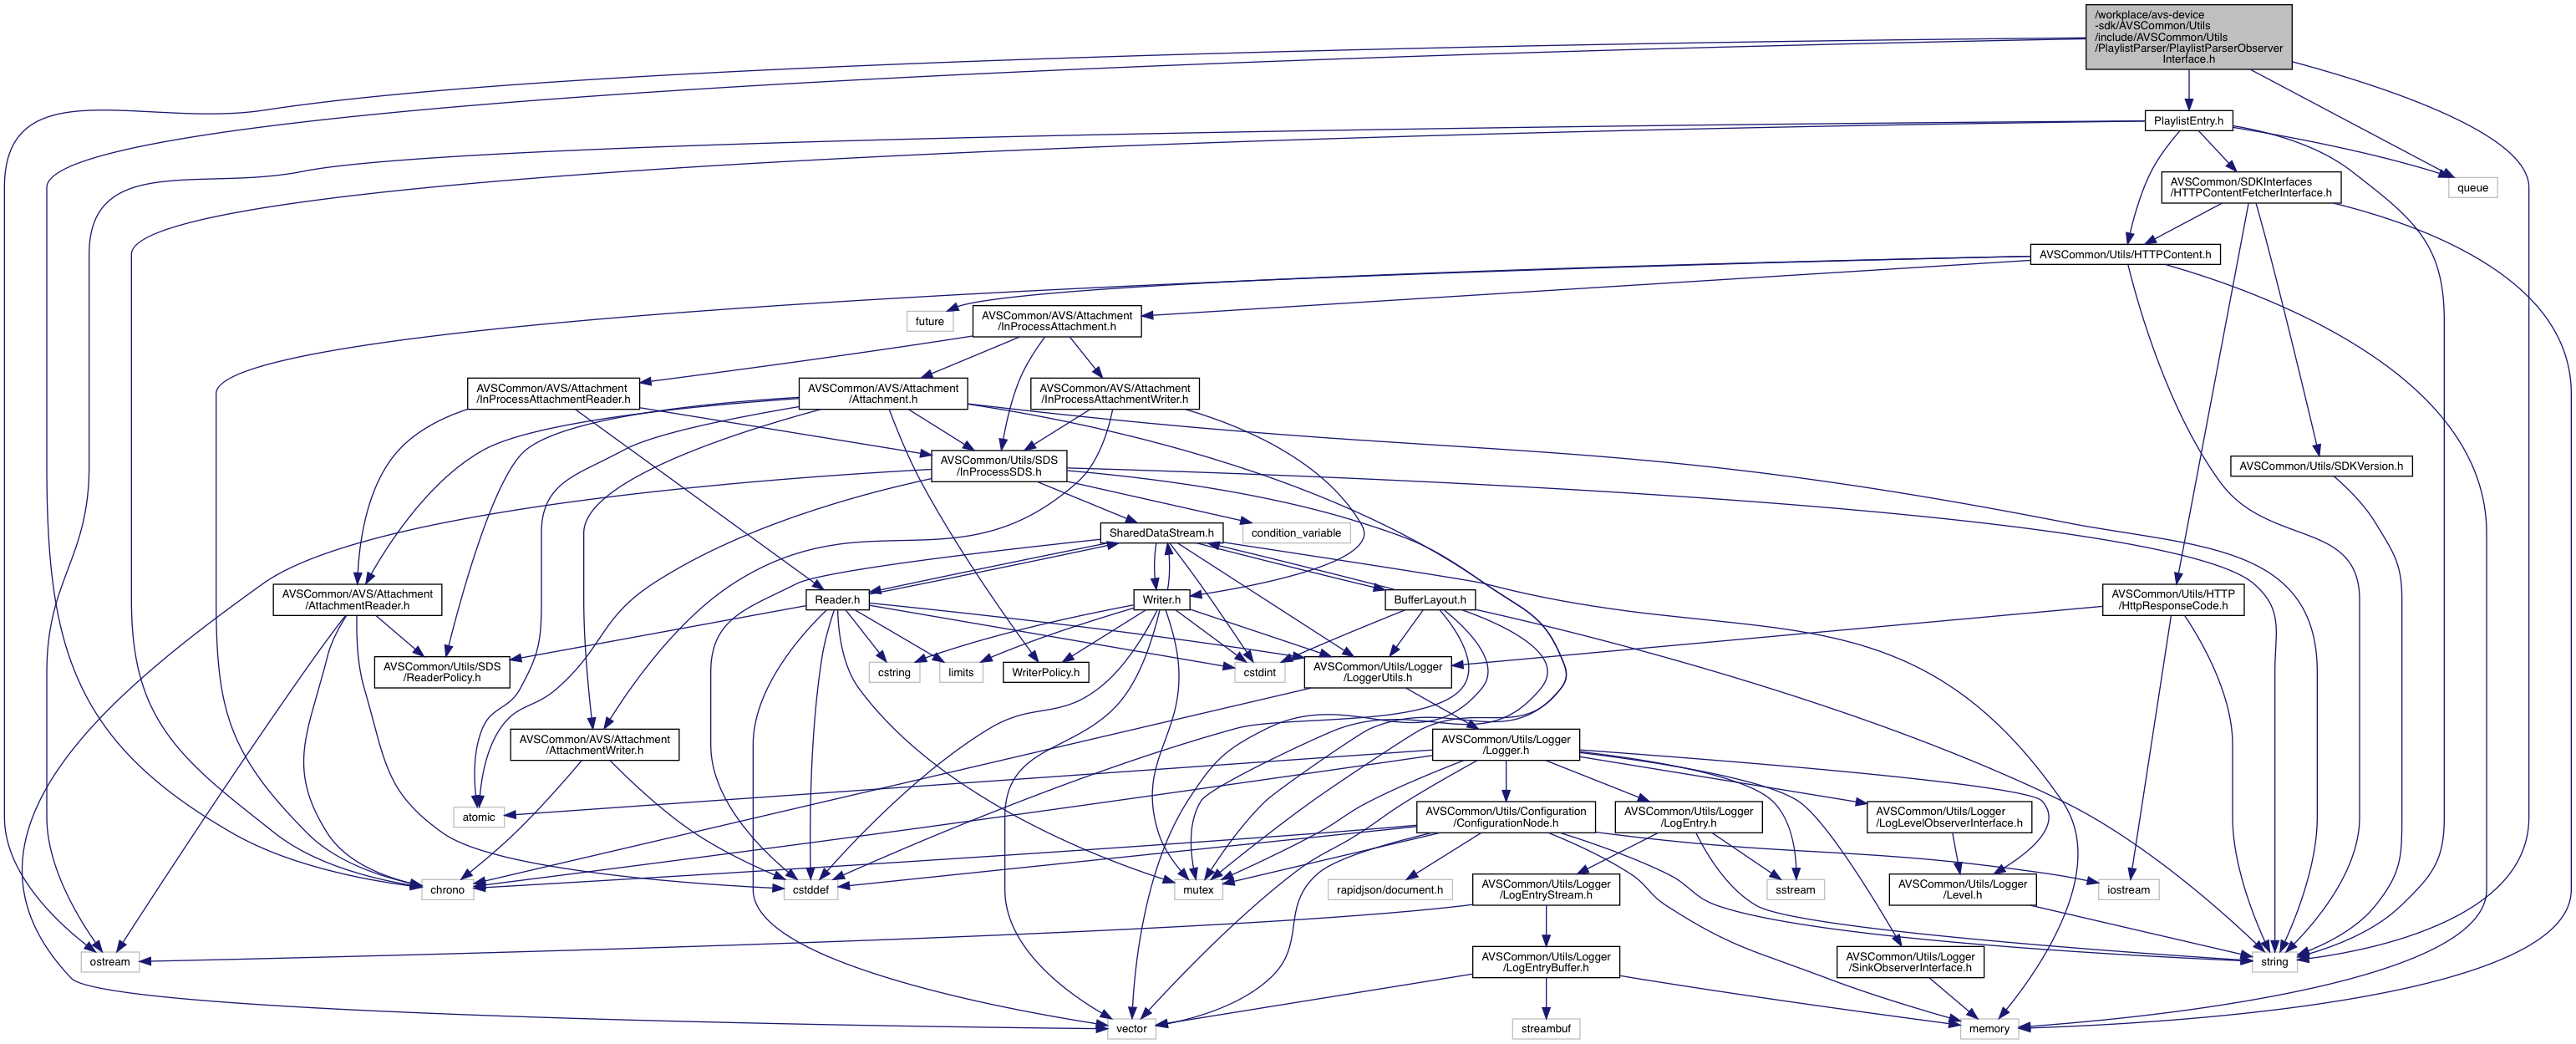 /workplace/avs-device
-sdk/AVSCommon/Utils
/include/AVSCommon/Utils
/PlaylistParser/PlaylistParserObserver
Interface.h
PlaylistEntry.h
AVSCommon/SDKInterfaces
/HTTPContentFetcherInterface.h
queue
AVSCommon/Utils/HTTPContent.h
future
AVSCommon/AVS/Attachment
/InProcessAttachment.h
AVSCommon/AVS/Attachment
/InProcessAttachmentReader.h
AVSCommon/AVS/Attachment
/Attachment.h
AVSCommon/AVS/Attachment
/InProcessAttachmentWriter.h
AVSCommon/Utils/SDS
/InProcessSDS.h
AVSCommon/Utils/SDKVersion.h
SharedDataStream.h
condition_variable
AVSCommon/AVS/Attachment
/AttachmentReader.h
Reader.h
Writer.h
BufferLayout.h
AVSCommon/Utils/HTTP
/HttpResponseCode.h
AVSCommon/Utils/SDS
/ReaderPolicy.h
cstring
limits
WriterPolicy.h
cstdint
AVSCommon/Utils/Logger
/LoggerUtils.h
AVSCommon/AVS/Attachment
/AttachmentWriter.h
AVSCommon/Utils/Logger
/Logger.h
atomic
AVSCommon/Utils/Configuration
/ConfigurationNode.h
AVSCommon/Utils/Logger
/LogEntry.h
AVSCommon/Utils/Logger
/LogLevelObserverInterface.h
chrono
cstddef
mutex
rapidjson/document.h
AVSCommon/Utils/Logger
/LogEntryStream.h
sstream
AVSCommon/Utils/Logger
/Level.h
iostream
ostream
AVSCommon/Utils/Logger
/LogEntryBuffer.h
AVSCommon/Utils/Logger
/SinkObserverInterface.h
string
vector
streambuf
memory